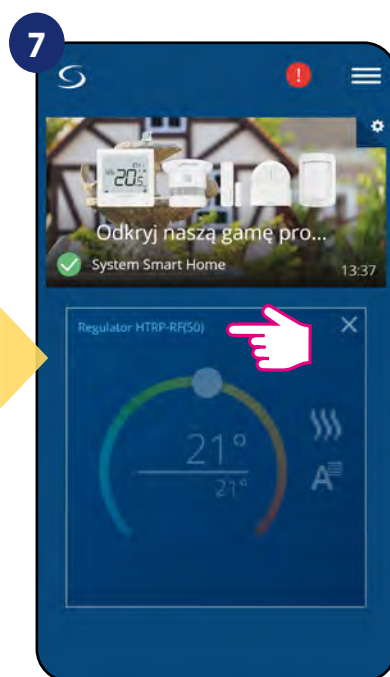 7
!
Odkryj naszą gamę pro...
System Smart Home
13:37
Regulator HTRP-RF(50)
21°
21°
A